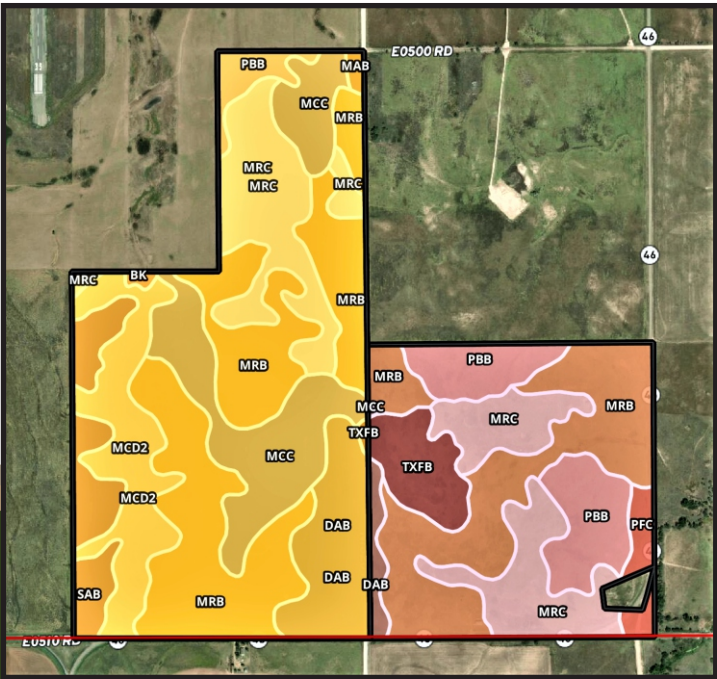 46
E0500 RD
PBB
MAB
MCC
MRB
MRC
MRC
MRC
46
MRC
BK
MRB
PBB
MRB
MRB
MCC
MRB
MRC
TXFB
MCD2
MCC
TXFB
MCD2
PBB
DAB
PFC
DAB
DAB
SAB
MRB
MRC
E0510 RD